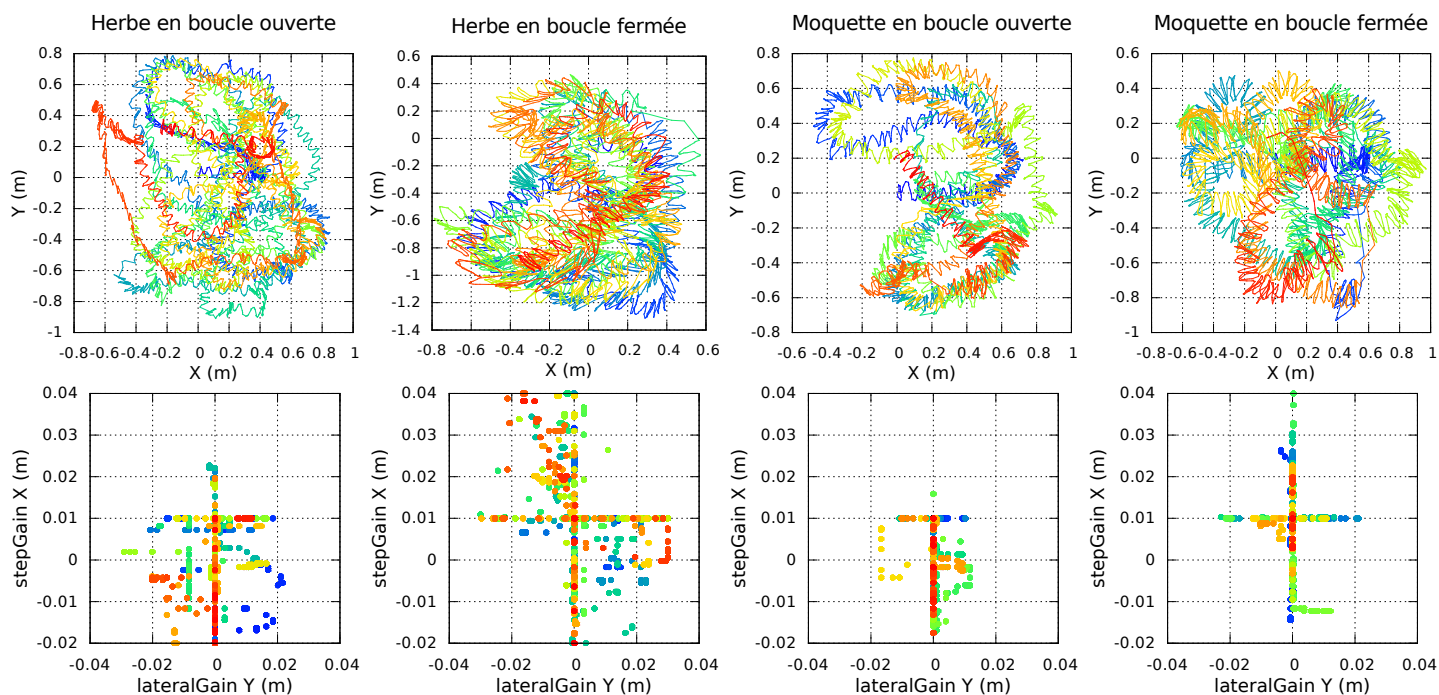 Herbe en boucle ouverte
Herbe en boucle fermée
Moquette en boucle ouverte
Moquette en boucle fermée
0.8
0.6
0.4
0.2
0
-0.2
-0.4
-0.6
-0.8
-1
Y (m)
-0.8-0.6-0.4-0.2 0 0.2 0.4 0.6 0.8 1
X (m)
0.6
0.4
0.2
0
-0.2
-0.4
-0.6
-0.8
-1
-1.2
-1.4
Y (m)
-0.8 -0.6 -0.4 -0.2 0 0.2 0.4 0.6
X (m)
0.8
0.6
0.4
0.2
0
-0.2
-0.4
-0.6
-0.8
Y (m)
-0.8 -0.6 -0.4 -0.2 0 0.2 0.4 0.6 0.8 1
X (m)
0.6
0.4
0.2
0
-0.2
-0.4
-0.6
-0.8
-1
Y (m)
-0.8 -0.6 -0.4 -0.2 0 0.2 0.4 0.6 0.8 1
X (m)
0.04
0.03
0.02
0.01
0
-0.01
-0.02
stepGain X (m)
-0.04 -0.02 0 0.02 0.04
lateralGain Y (m)
0.04
0.03
0.02
0.01
0
-0.01
-0.02
stepGain X (m)
-0.04 -0.02 0 0.02 0.04
lateralGain Y (m)
0.04
0.03
0.02
0.01
0
-0.01
-0.02
stepGain X (m)
-0.04 -0.02 0 0.02 0.04
lateralGain Y (m)
0.04
0.03
0.02
0.01
0
-0.01
-0.02
stepGain X (m)
-0.04 -0.02 0 0.02 0.04
lateralGain Y (m)